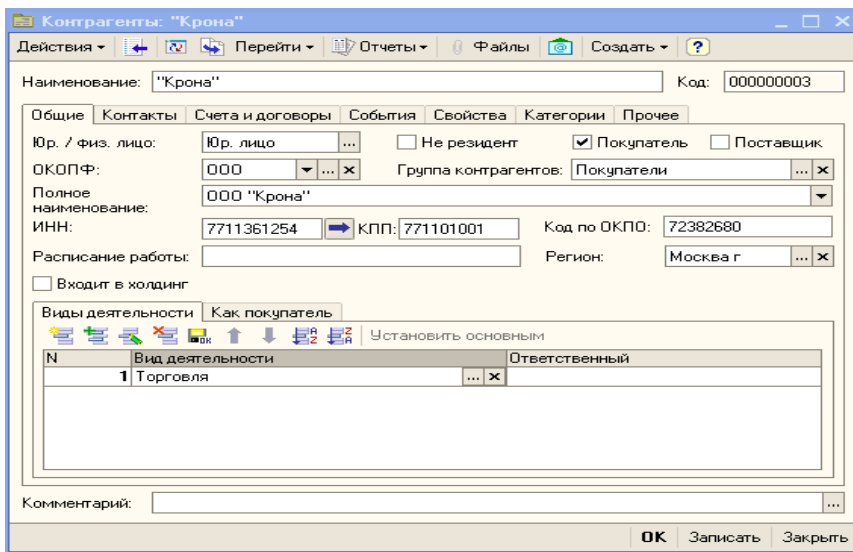 Контрагенты: "Крона"
Действия Перейти Отчеты Файлы Создать ?
Наименование: "Крона" Код: 000000003
Общие Контакты Счета и договоры События Свойства Категории Прочее
Юр. / физ. лицо: Юр. лицо ... Не резидент Покупатель Поставщик
ОКОПФ: ООО ... × Группа контрагентов: Покупатели ... ×
Полное наименование: ООО "Крона"
ИНН: 7711361254 КПП: 771101001 Код по ОКПО: 72382680
Расписание работы: Регион: Москва г ... ×
Входит в холдинг
Виды деятельности Как покупатель
Установить основным
N Вид деятельности Ответственный
1 Торговля ... ×
Комментарий: ...
OK Записать Закрыть